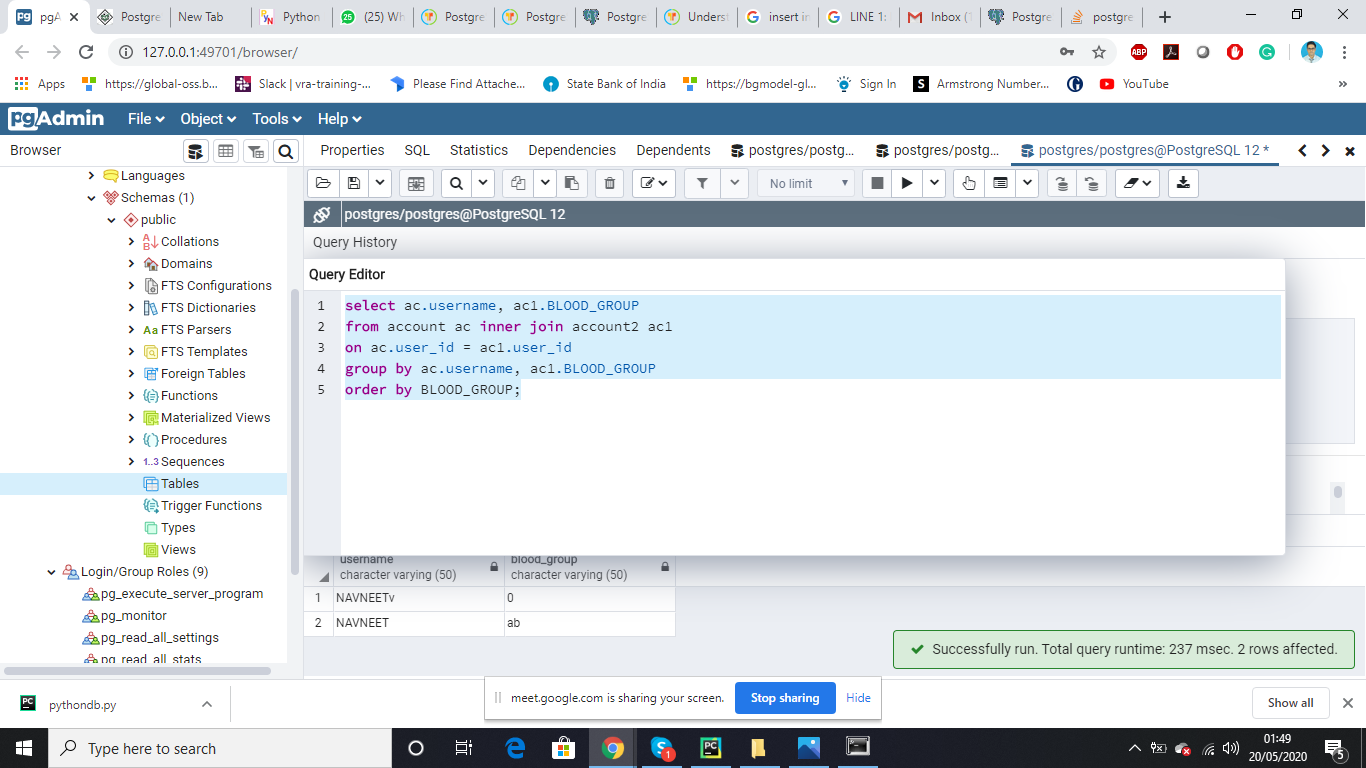 pgA
Postgre
New Tab
Python
(25) Wh
Postgre
Postgre
Postgre
Underst
insert in
LINE 1:
Inbox (1
Postgre
postgre
127.0.0.1:49701/browser/
Apps
https://global-oss.b...
Slack | vra-training-...
Please Find Attache...
State Bank of India
https://bgmodel-gl...
Sign In
Armstrong Number...
YouTube
pgAdmin
File
Object
Tools
Help
Browser
Properties
SQL
Statistics
Dependencies
Dependents
postgres/postg...
postgres/postg...
postgres/postgres@PostgreSQL 12 *
Languages
Schemas (1)
public
Collations
Domains
FTS Configurations
FTS Dictionaries
FTS Parsers
FTS Templates
Foreign Tables
Functions
Materialized Views
Procedures
Sequences
Tables
Trigger Functions
Types
Views
Login/Group Roles (9)
pg_execute_server_program
pg_monitor
pg_read_all_settings
pg_read_all_stats
No limit
postgres/postgres@PostgreSQL 12
Query History
Query Editor
1 select ac.username, ac1.BLOOD_GROUP
2 from account ac inner join account2 ac1
3 on ac.user_id = ac1.user_id
4 group by ac.username, ac1.BLOOD_GROUP
5 order by BLOOD_GROUP;
username
character varying (50)
blood_group
character varying (50)
1 NAVNEETv 0
2 NAVNEET ab
Successfully run. Total query runtime: 237 msec. 2 rows affected.
pythondb.py
meet.google.com is sharing your screen.
Stop sharing
Hide
Show all
Type here to search
01:49
20/05/2020